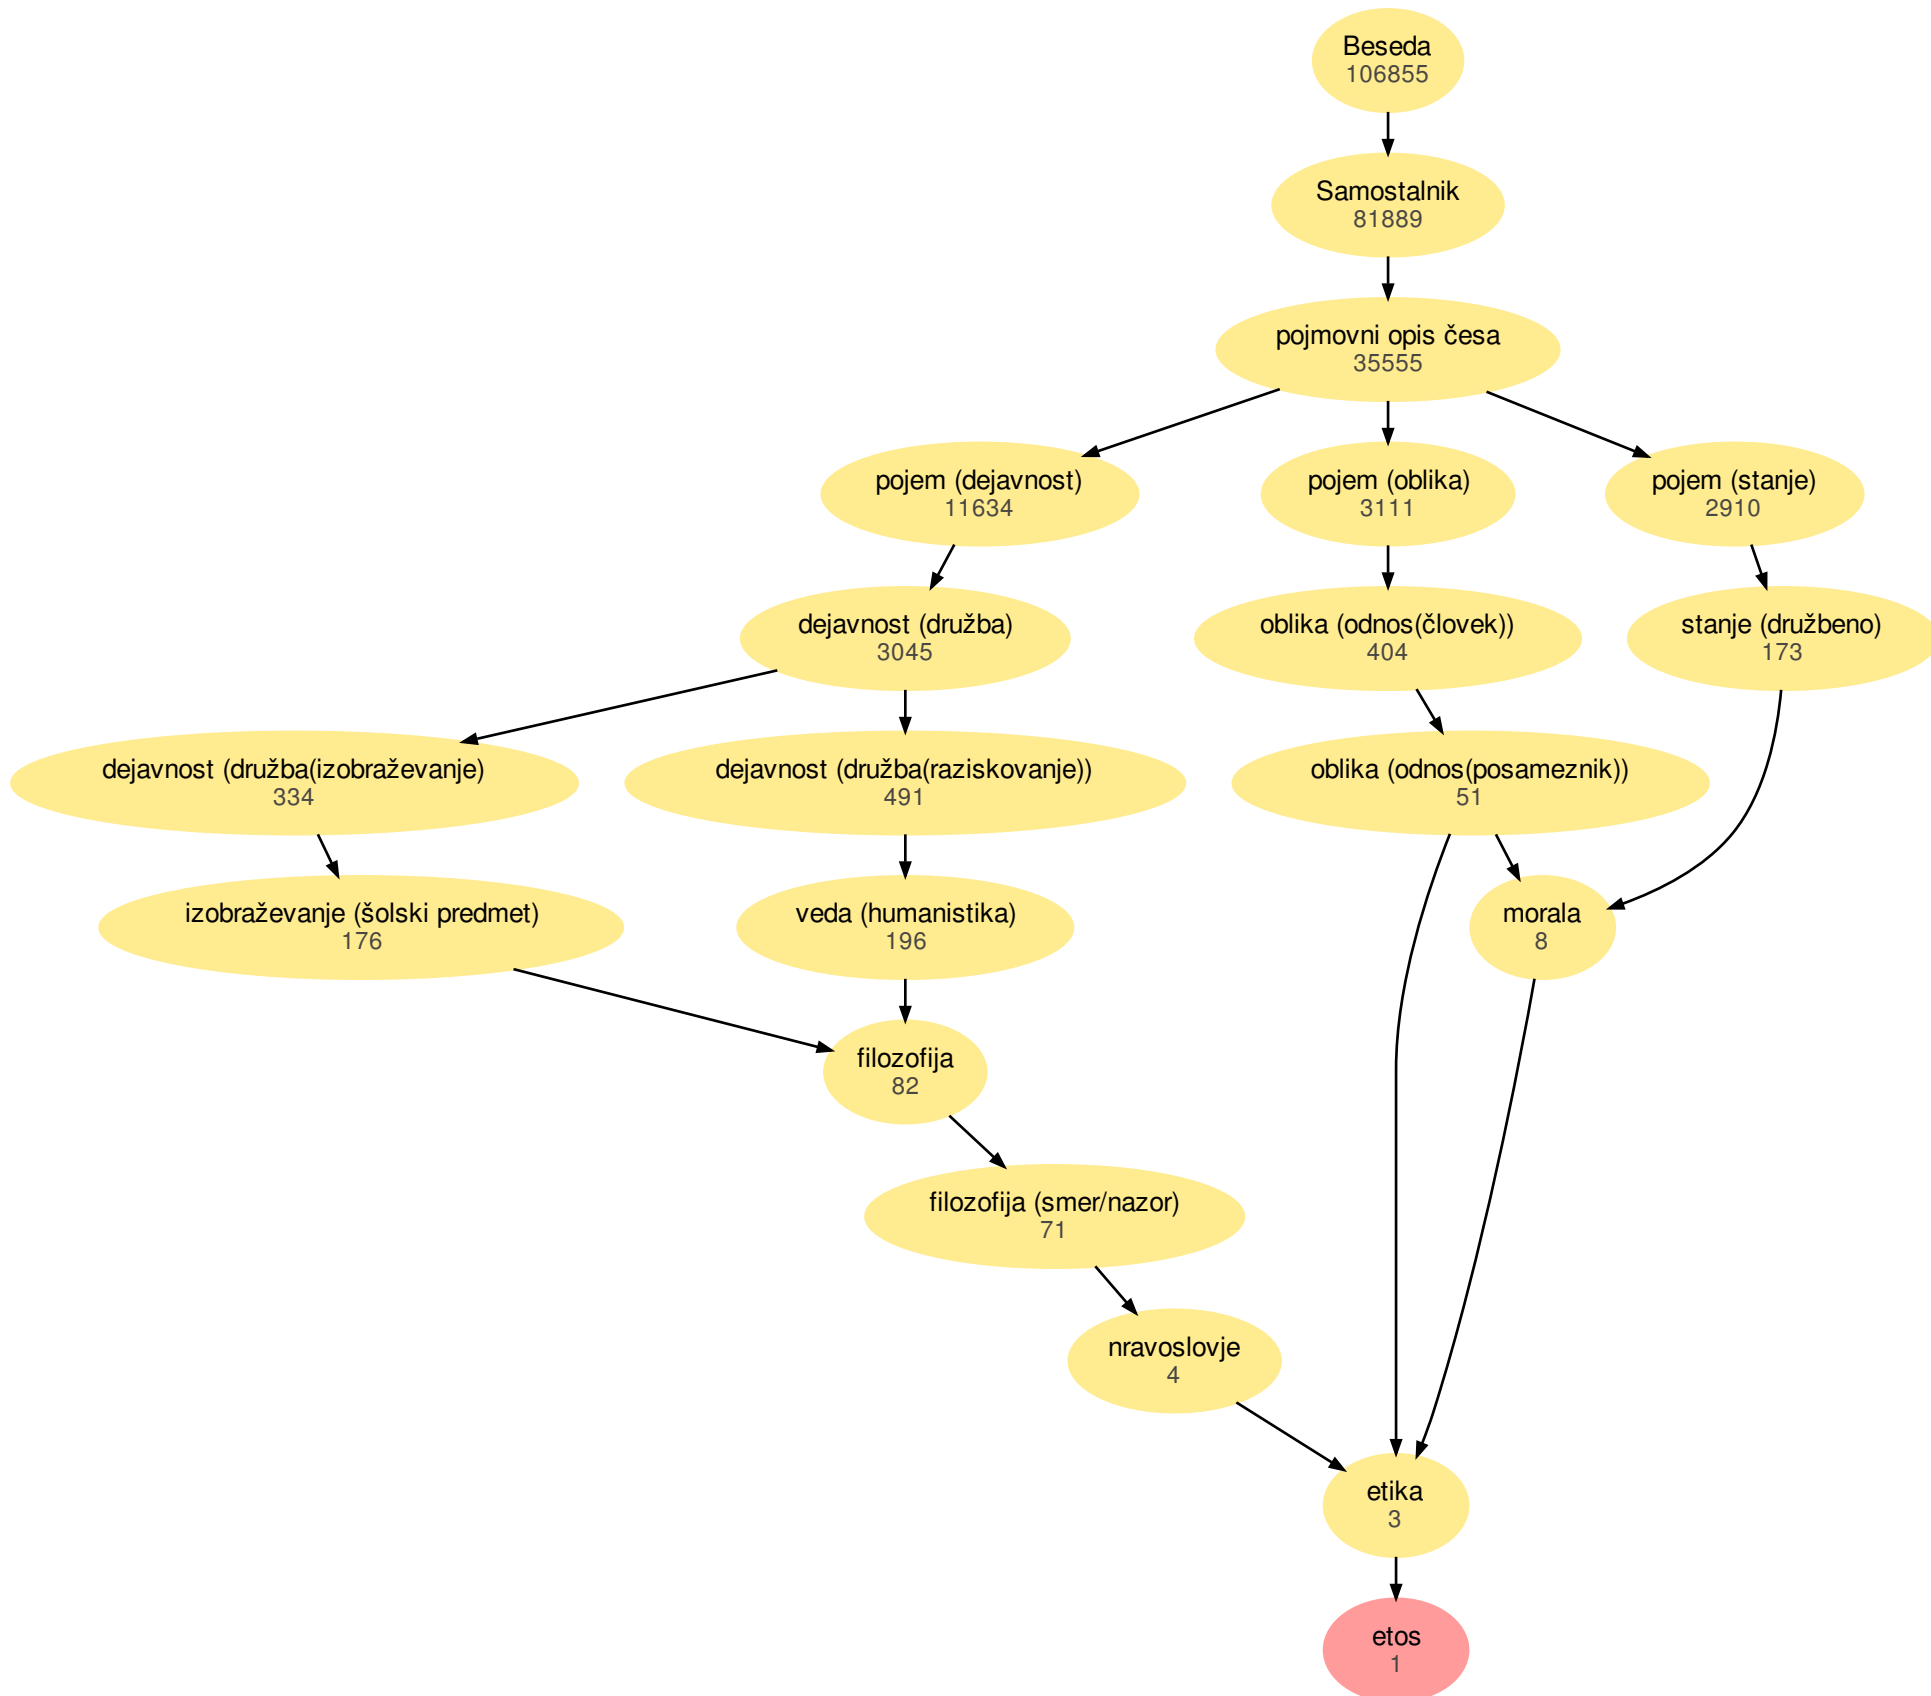 Beseda
106855
Samostalnik
81889
pojmovni opis česa
35555
pojem (dejavnost)
11634
pojem (oblika)
3111
pojem (stanje)
2910
dejavnost (družba)
3045
oblika (odnos(človek))
404
stanje (družbeno)
173
dejavnost (družba(izobraževanje)
334
dejavnost (družba(raziskovanje))
491
oblika (odnos(posameznik))
51
izobraževanje (šolski predmet)
176
veda (humanistika)
196
morala
8
filozofija
82
filozofija (smer/nazor)
71
nravoslovje
4
etika
3
etos
1